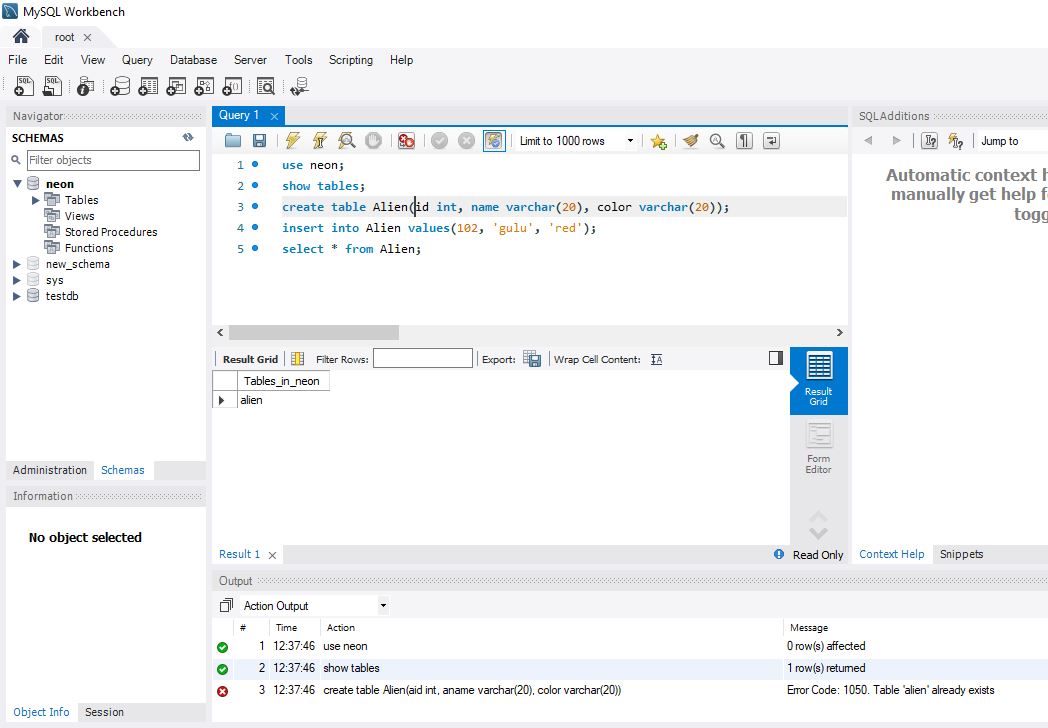 MySQL Workbench
root
File Edit View Query Database Server Tools Scripting Help
Navigator
SCHEMAS
Filter objects
neon
Tables
Views
Stored Procedures
Functions
new_schema
sys
testdb
Administration Schemas
Information
No object selected
Object Info Session
Query 1
Limit to 1000 rows
1 use neon;
2 show tables;
3 create table Alien(aid int, name varchar(20), color varchar(20));
4 insert into Alien values(102, 'gulu', 'red');
5 select * from Alien;
Result Grid Filter Rows: Export: Wrap Cell Content:
Tables_in_neon
alien
Result
Grid
Form
Editor
Result 1 Read Only
SQLAdditions
Jump to
Automatic context h
manually get help fo
togg
Context Help Snippets
Output
Action Output
# Time Action Message
1 12:37:46 use neon 0 row(s) affected
2 12:37:46 show tables 1 row(s) returned
3 12:37:46 create table Alien(aid int, aname varchar(20), color varchar(20)) Error Code: 1050. Table 'alien' already exists